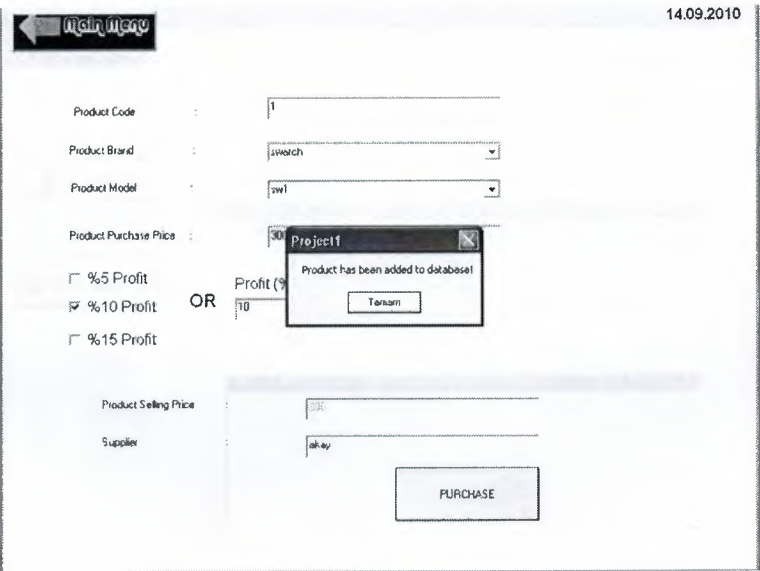 14.09.2010
Main Menu
Product Code :
1
Product Brand :
swatch
Product Model :
sw1
Product Purchase Price :
300
Project1
Product has been added to database!
Tamam
%5 Profit
%10 Profit
%15 Profit
OR
Profit (%
10
Product Selling Price :
Supplier :
akay
PURCHASE